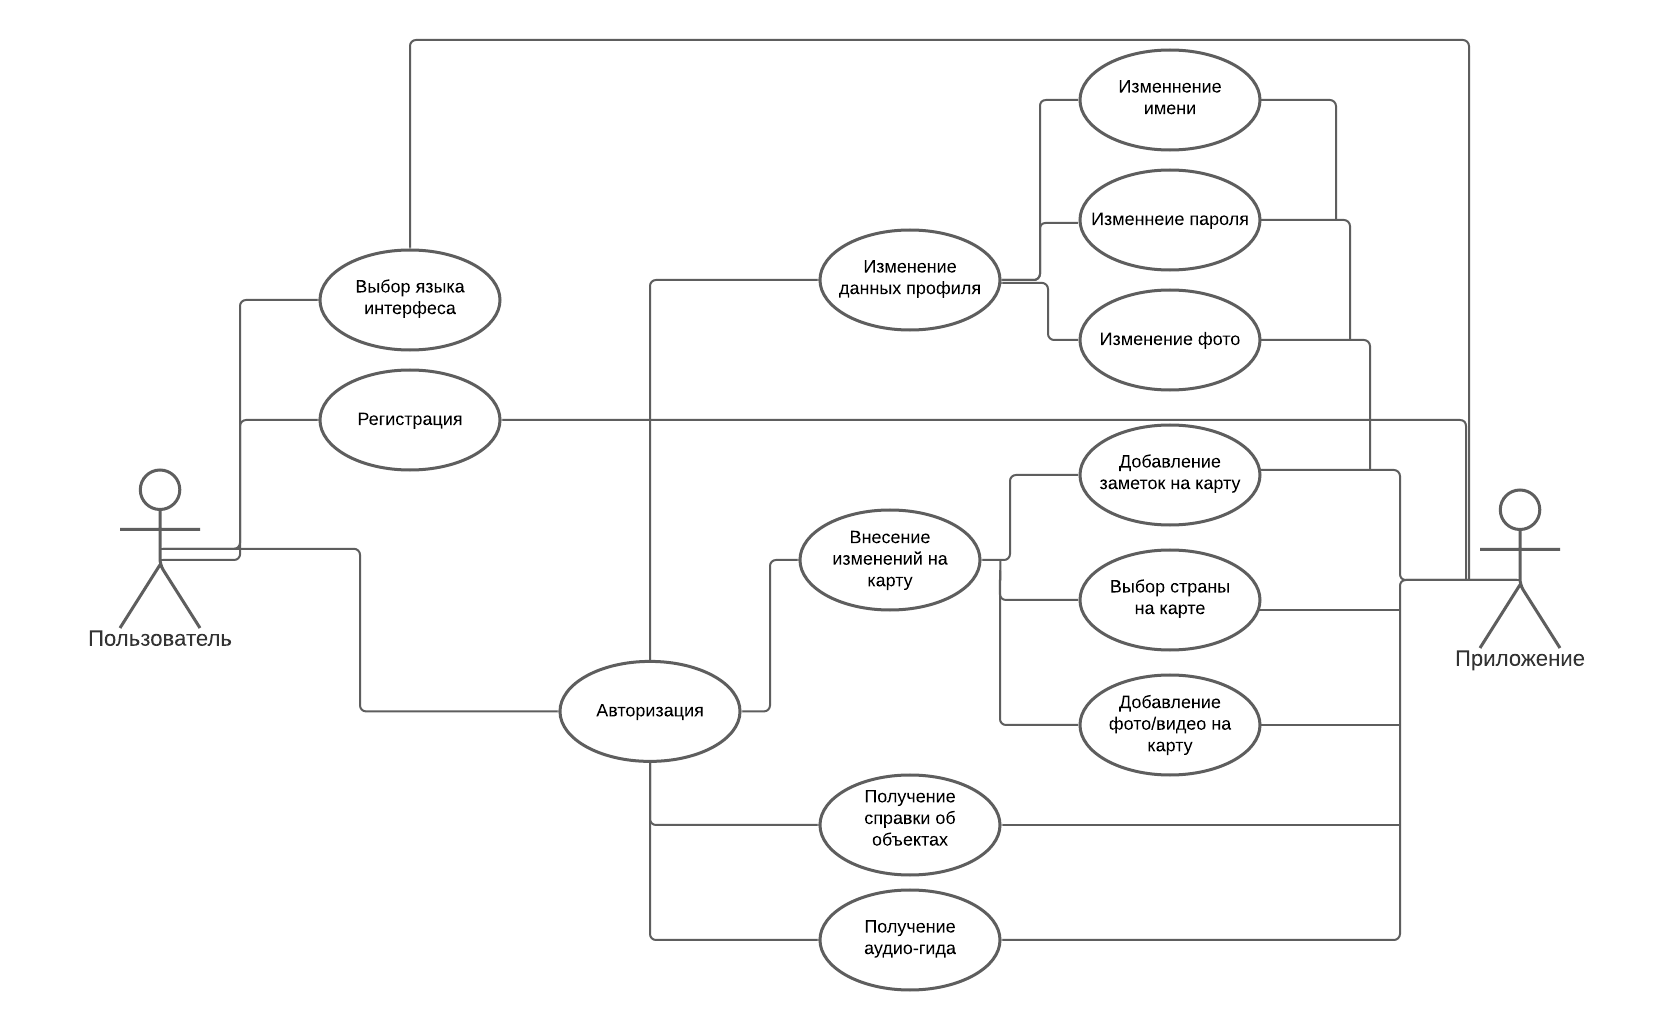 Изменнение
имени
Изменнеие пароля
Изменение
данных профиля
Выбор языка
интерфеса
Изменение фото
Регистрация
Добавление
заметок на карту
Внесение
изменений на
карту
Выбор страны
на карте
Пользователь
Приложение
Авторизация
Добавление
фото/видео на
карту
Получение
справки об
объектах
Получение
аудио-гида